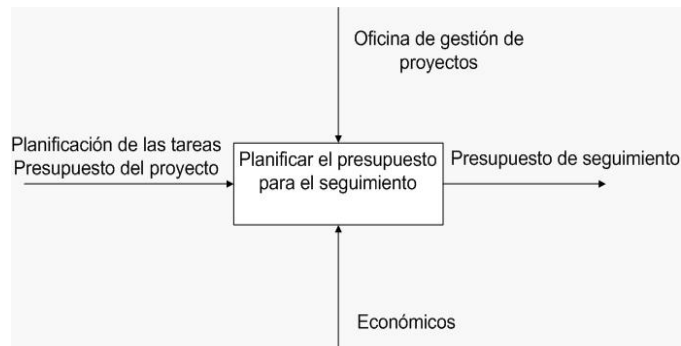 Oficina de gestión de
proyectos
Planificación de las tareas
Presupuesto del proyecto
Planificar el presupuesto
para el seguimiento
Presupuesto de seguimiento
Económicos